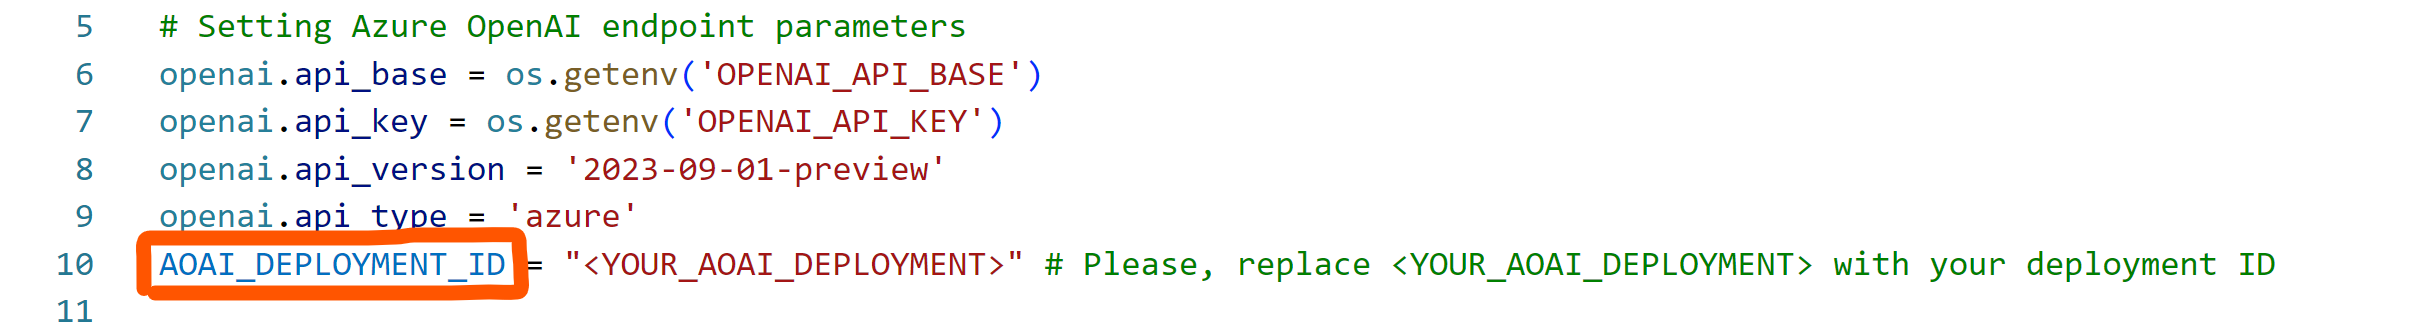 5 # Setting Azure OpenAI endpoint parameters
6 openai.api_base = os.getenv('OPENAI_API_BASE')
7 openai.api_key = os.getenv('OPENAI_API_KEY')
8 openai.api_version = '2023-09-01-preview'
9 openai.api_type = 'azure'
10 AOAI_DEPLOYMENT_ID = "<YOUR_AOAI_DEPLOYMENT>" # Please, replace <YOUR_AOAI_DEPLOYMENT> with your deployment ID
11